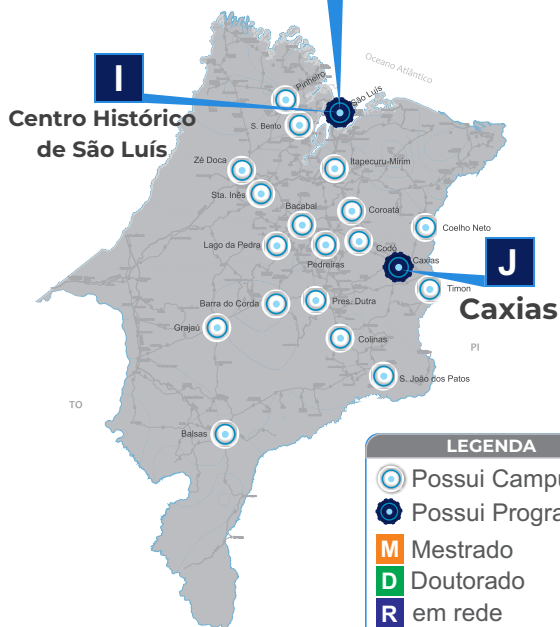 I
Centro Histórico
de São Luís
Oceano Atlântico
Pinheiro
São Luís
S. Bento
Zé Doca
Itapecuru-Mirim
Sta. Inês
Bacabal
Coroatá
Coelho Neto
Lago da Pedra
Pedreiras
Codó
Caxias
J
Caxias
Timon
Barra do Corda
Pres. Dutra
Grajaú
Colinas
PI
S. João dos Patos
TO
Balsas
LEGENDA
Possui Campu
Possui Progra
M Mestrado
D Doutorado
R em rede